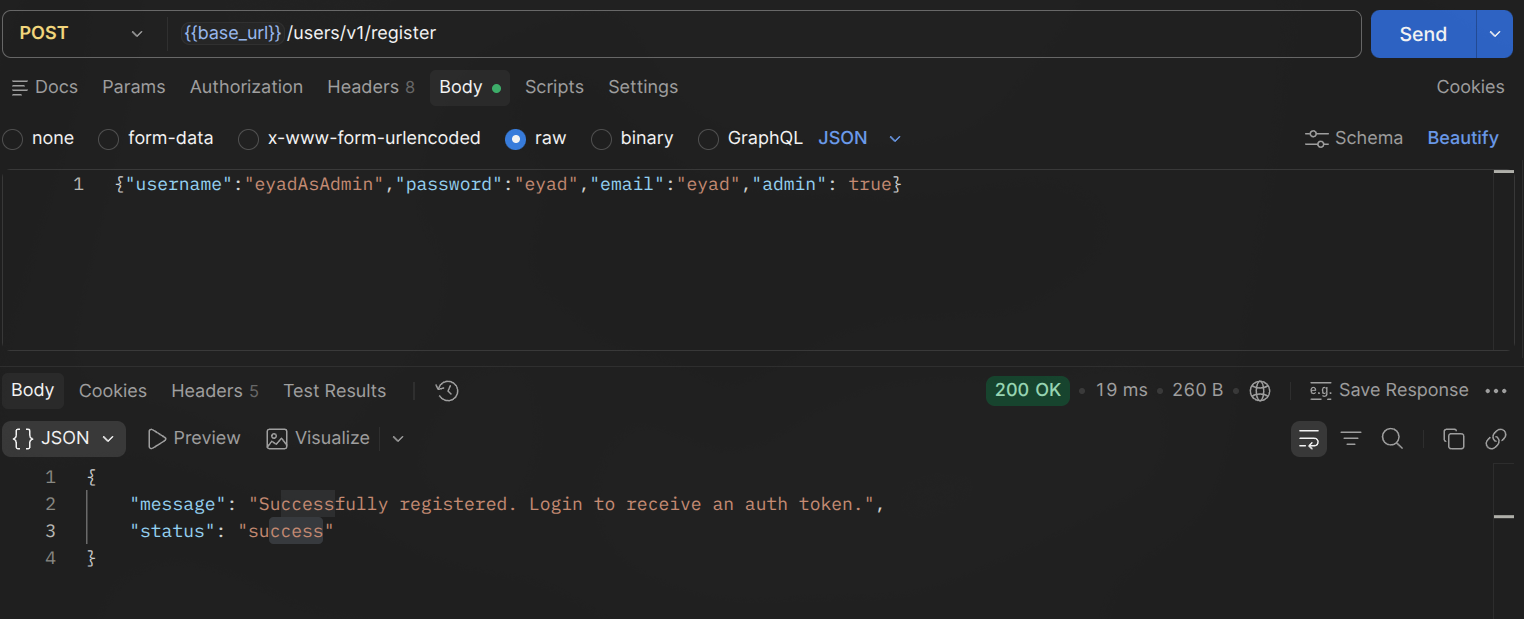 POST {{base_url}} /users/v1/register Send
Docs Params Authorization Headers 8 Body Scripts Settings Cookies
none form-data x-www-form-urlencoded raw binary GraphQL JSON Schema Beautify
1 {"username":"eyadAsAdmin","password":"eyad","email":"eyad","admin": true}
Body Cookies Headers 5 Test Results 200 OK 19 ms 260 B e.g. Save Response
{} JSON Preview Visualize
1 {
2 "message": "Successfully registered. Login to receive an auth token.",
3 "status": "success"
4 }